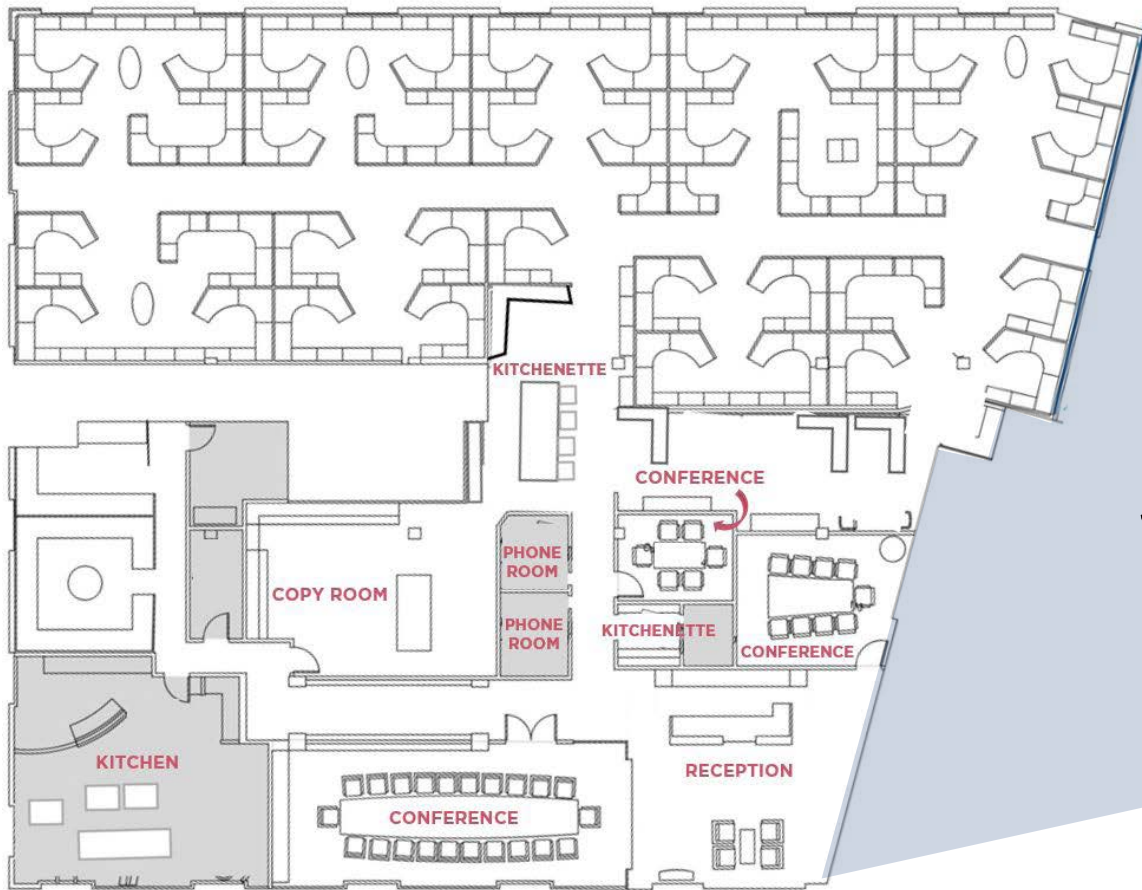 KITCHENETTE
CONFERENCE
PHONE
ROOM
COPY ROOM
PHONE
ROOM
KITCHENETTE
CONFERENCE
KITCHEN
RECEPTION
CONFERENCE